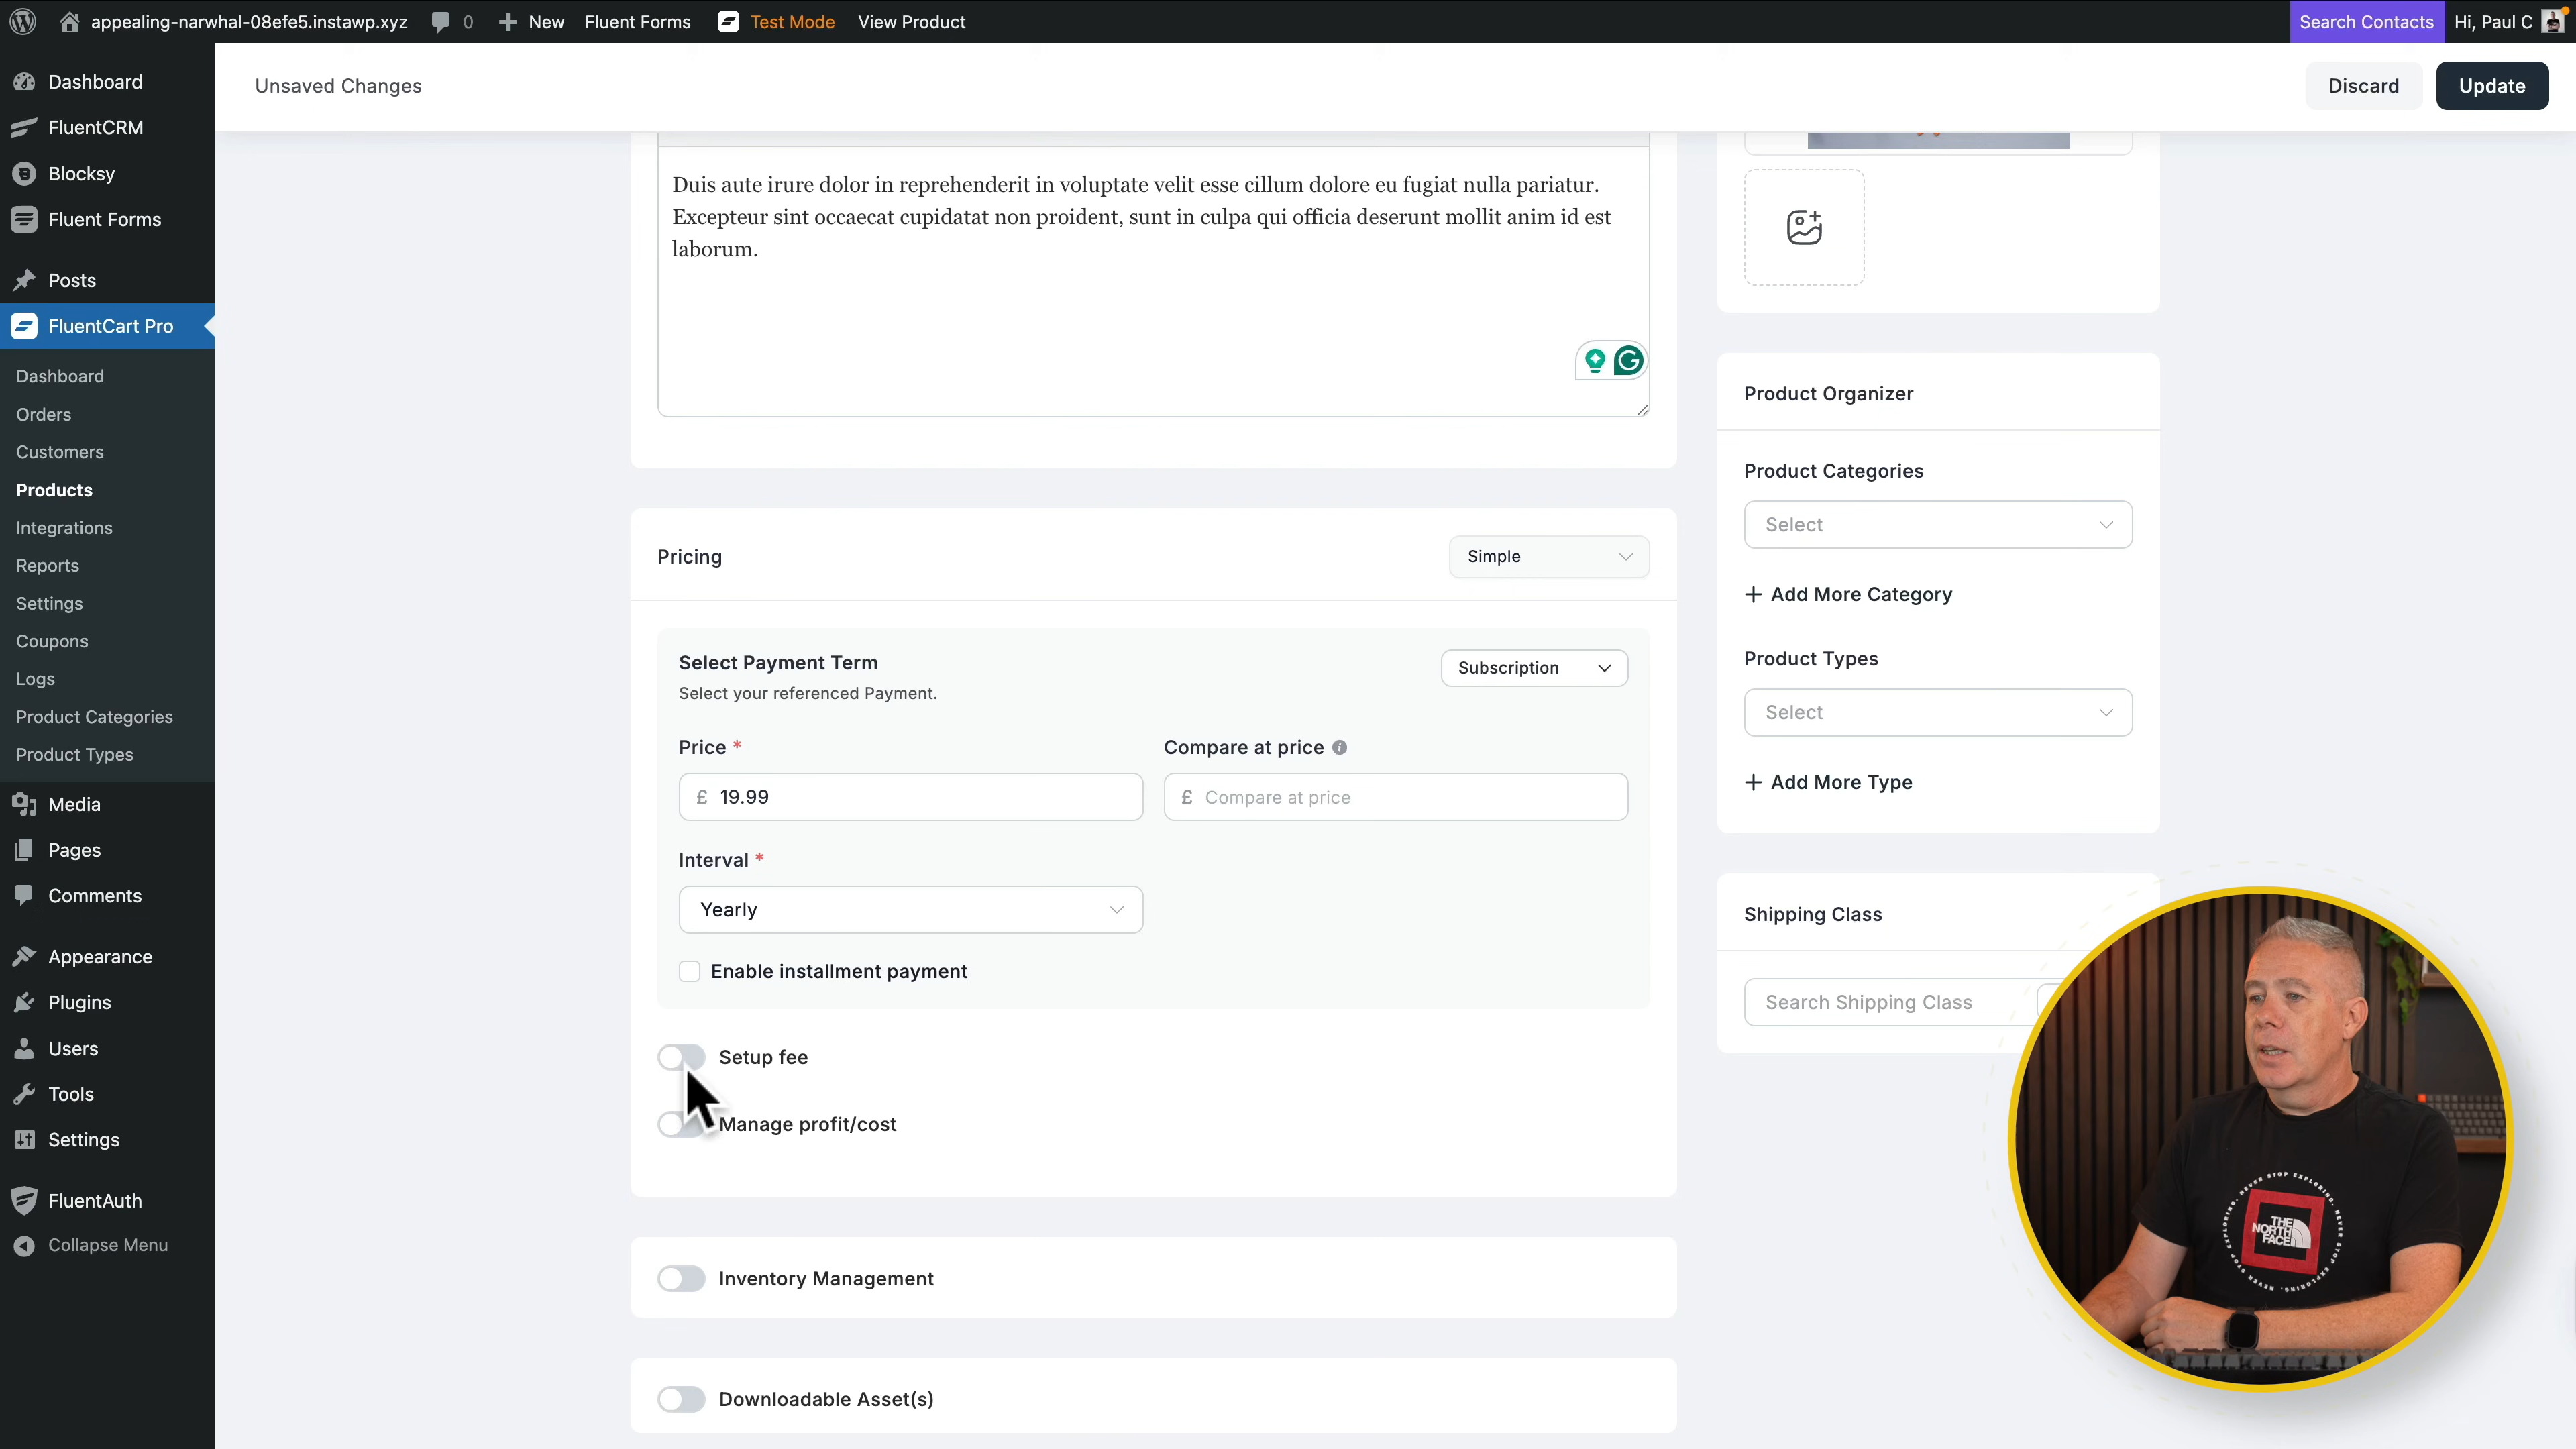 appealing-narwhal-08efe5.instawp.xyz 0 New Fluent Forms Test Mode View Product Search Contacts Hi, Paul C
Unsaved Changes Discard Update
Dashboard
FluentCRM
Blocksy
Fluent Forms
Posts
FluentCart Pro
Dashboard
Orders
Customers
Products
Integrations
Reports
Settings
Coupons
Logs
Product Categories
Product Types
Media
Pages
Comments
Appearance
Plugins
Users
Tools
Settings
FluentAuth
Collapse Menu
Duis aute irure dolor in reprehenderit in voluptate velit esse cillum dolore eu fugiat nulla pariatur.
Excepteur sint occaecat cupidatat non proident, sunt in culpa qui officia deserunt mollit anim id est
laborum.
Pricing Simple
Select Payment Term Subscription
Select your referenced Payment.
Price * Compare at price
£ 19.99 £ Compare at price
Interval *
Yearly
Enable installment payment
Setup fee
Manage profit/cost
Inventory Management
Downloadable Asset(s)
Product Organizer
Product Categories
Select
+ Add More Category
Product Types
Select
+ Add More Type
Shipping Class
Search Shipping Class
NEVER STOP EXPLORING
THE
NORTH
FACE